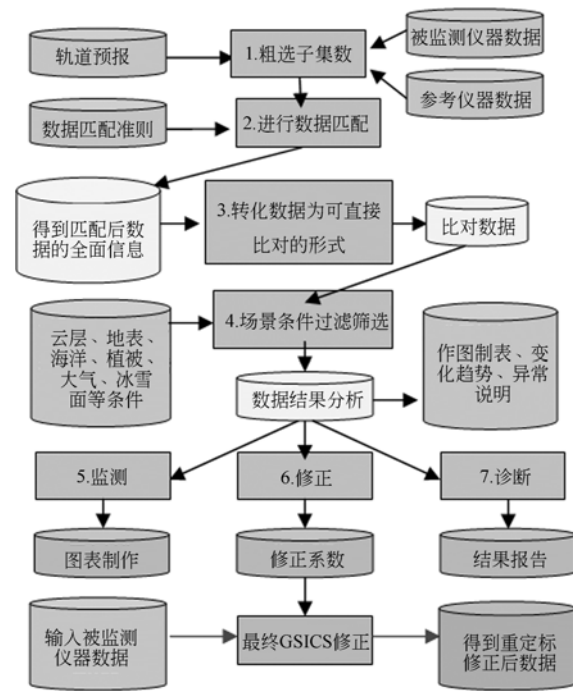 轨道预报
1.粗选子集数
被监测仪器数据
参考仪器数据
数据匹配准则
2.进行数据匹配
得到匹配后数
据的全面信息
3.转化数据为可直接
比对的形式
比对数据
云层、地表、
海洋、植被、
大气、冰雪
面等条件
4.场景条件过滤筛选
作图制表、变
化趋势、异常
说明
数据结果分析
5.监测
6.修正
7.诊断
图表制作
修正系数
结果报告
输入被监测
仪器数据
最终GSICS修正
得到重定标
修正后数据